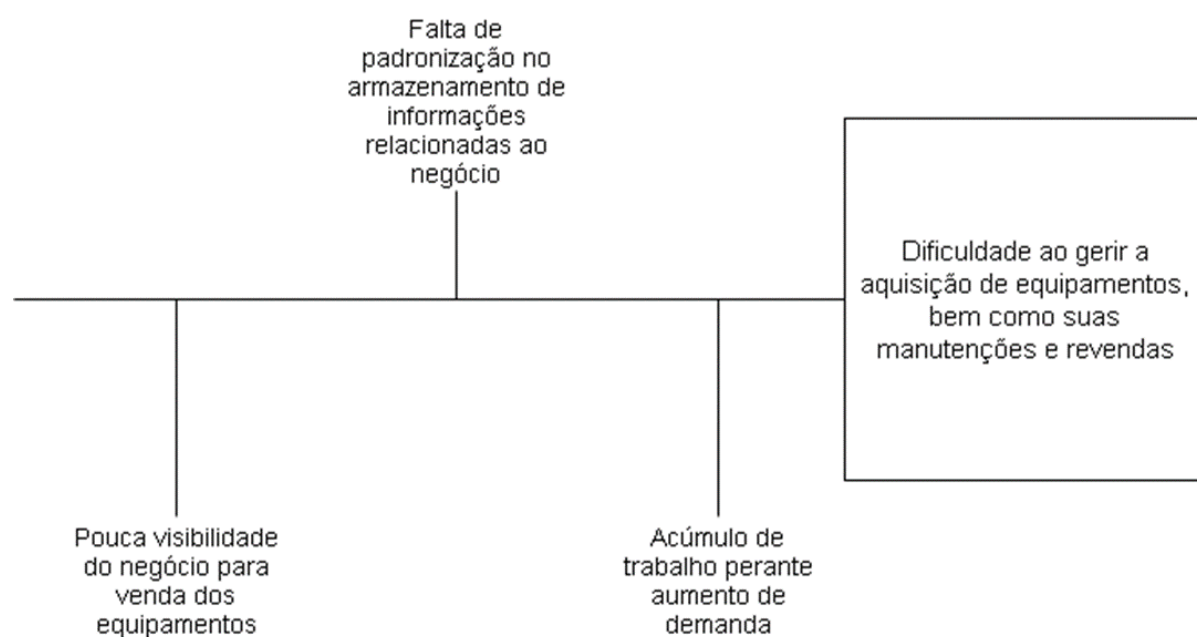 Falta de
padronização no
armazenamento de
informações
relacionadas ao
negócio
Dificuldade ao gerir a
aquisição de equipamentos,
bem como suas
manutenções e revendas
Pouca visibilidade
do negócio para
venda dos
equipamentos
Acúmulo de
trabalho perante
aumento de
demanda